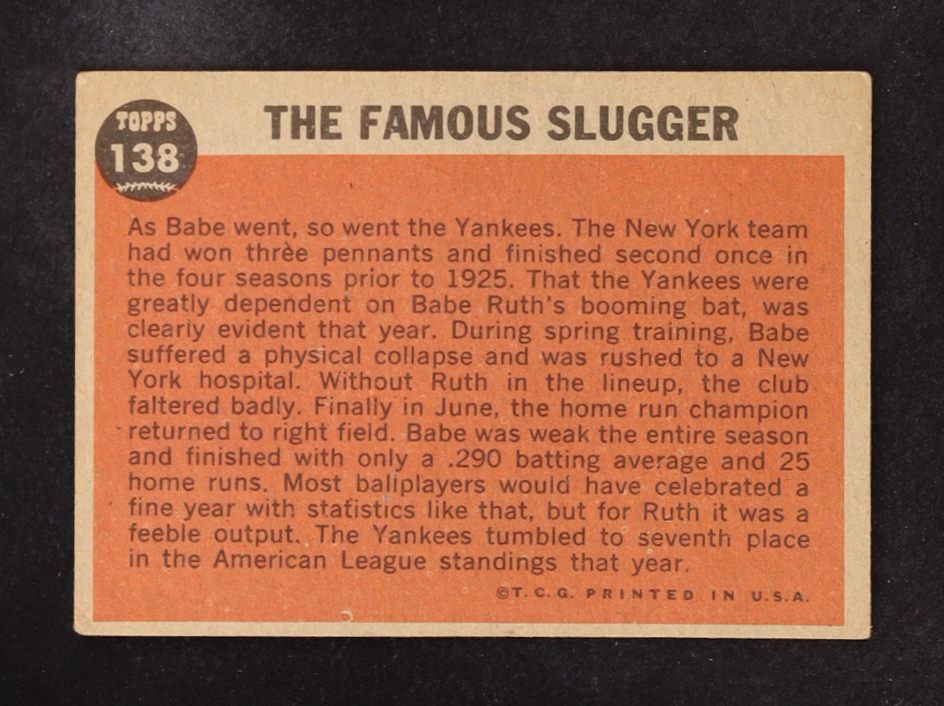 TOPPS
138
THE FAMOUS SLUGGER
As Babe went, so went the Yankees. The New York team
had won three pennants and finished second once in
the four seasons prior to 1925. That the Yankees were
greatly dependent on Babe Ruth's booming bat, was
clearly evident that year. During spring training, Babe
suffered a physical collapse and was rushed to a New
York hospital. Without Ruth in the lineup, the club
faltered badly. Finally in June, the home run champion
returned to right field. Babe was weak the entire season
and finished with only a .290 batting average and 25
home runs. Most ballplayers would have celebrated a
fine year with statistics like that, but for Ruth it was a
feeble output. The Yankees tumbled to seventh place
in the American League standings that year.
©T.C.G. PRINTED IN U.S.A.